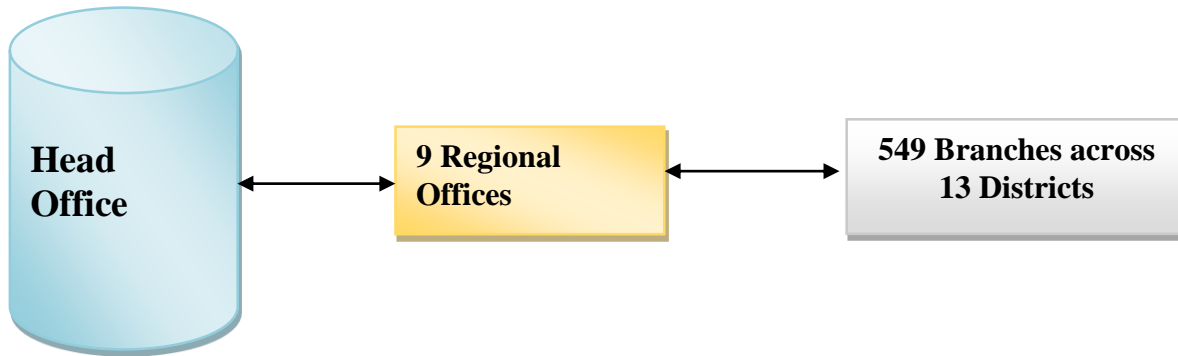 Head
Office
9 Regional
Offices
549 Branches across
13 Districts